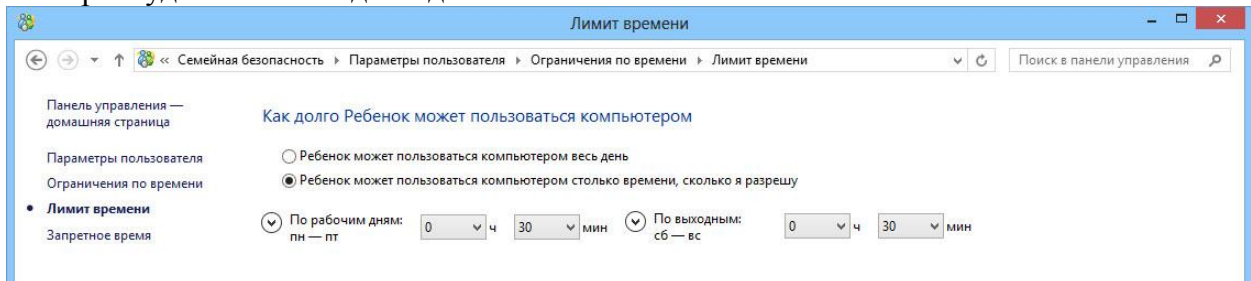 Лимит времени
« Семейная безопасность ▸ Параметры пользователя ▸ Ограничения по времени ▸ Лимит времени
Поиск в панели управления
Панель управления —
домашняя страница
Параметры пользователя
Ограничения по времени
• Лимит времени
Запретное время
Как долго Ребенок может пользоваться компьютером
Ребенок может пользоваться компьютером весь день
Ребенок может пользоваться компьютером столько времени, сколько я разрешу
По рабочим дням:
пн — пт
0 ч 30 мин
По выходным:
сб — вс
0 ч 30 мин